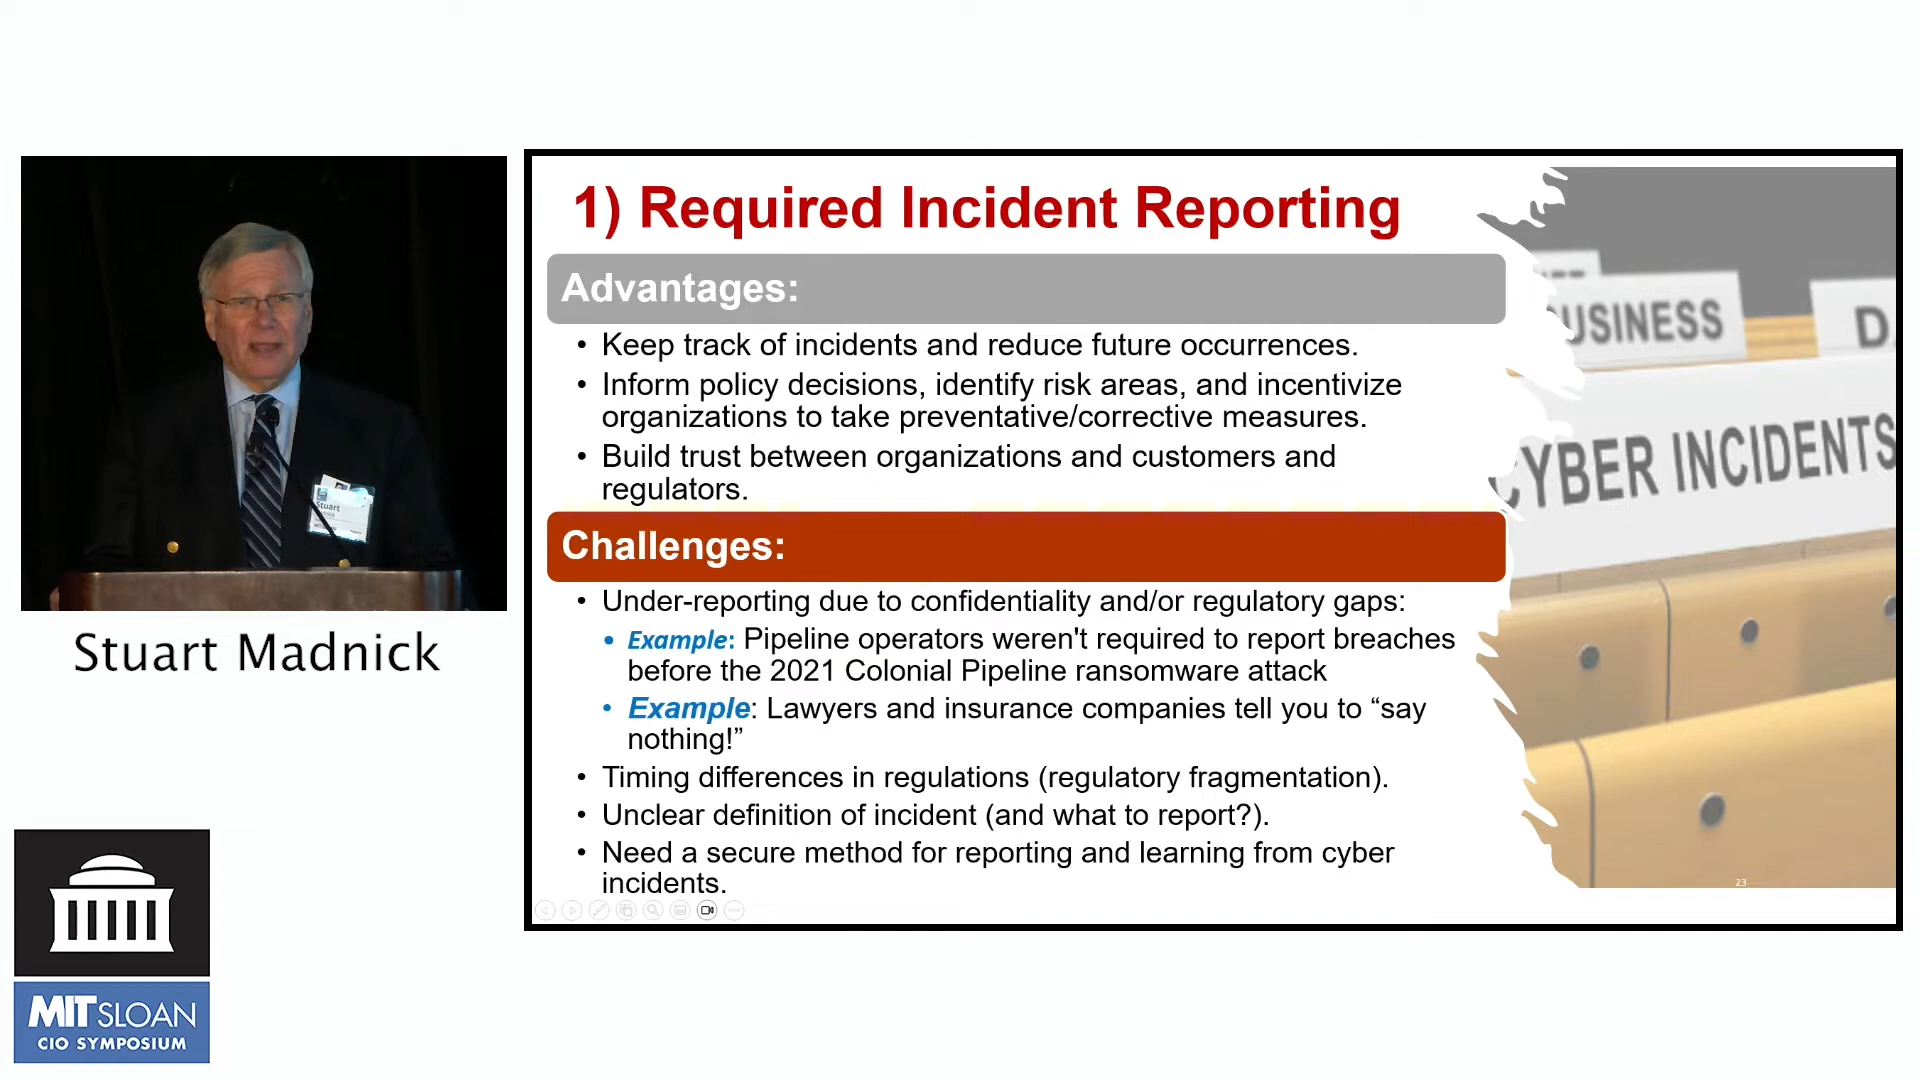 1) Required Incident Reporting
Advantages:
• Keep track of incidents and reduce future occurrences.
• Inform policy decisions, identify risk areas, and incentivize
organizations to take preventative/corrective measures.
• Build trust between organizations and customers and
regulators.
Challenges:
• Under-reporting due to confidentiality and/or regulatory gaps:
• Example: Pipeline operators weren't required to report breaches
before the 2021 Colonial Pipeline ransomware attack
• Example: Lawyers and insurance companies tell you to “say
nothing!”
• Timing differences in regulations (regulatory fragmentation).
• Unclear definition of incident (and what to report?).
• Need a secure method for reporting and learning from cyber
incidents.
BUSINESS
CYBER INCIDENTS
23
Stuart
Stuart Madnick
MIT SLOAN
CIO SYMPOSIUM